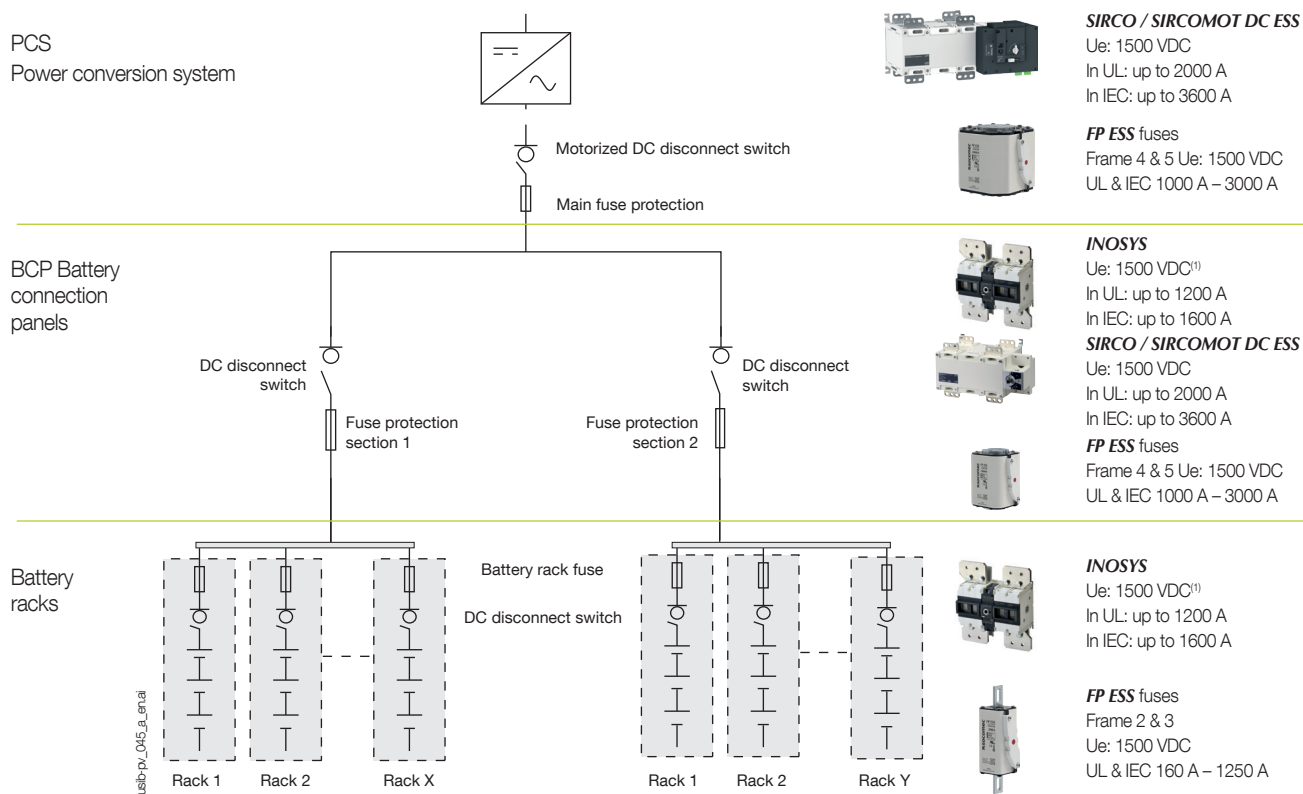 PCS
Power conversion system
Motorized DC disconnect switch
Main fuse protection
SIRCO / SIRCOMOT DC ESS
Ue: 1500 VDC
In UL: up to 2000 A
In IEC: up to 3600 A
FP ESS fuses
Frame 4 & 5 Ue: 1500 VDC
UL & IEC 1000 A – 3000 A
BCP Battery
connection
panels
DC disconnect
switch
Fuse protection
section 1
DC disconnect
switch
Fuse protection
section 2
INOSYS
Ue: 1500 VDC(1)
In UL: up to 1200 A
In IEC: up to 1600 A
SIRCO / SIRCOMOT DC ESS
Ue: 1500 VDC
In UL: up to 2000 A
In IEC: up to 3600 A
FP ESS fuses
Frame 4 & 5 Ue: 1500 VDC
UL & IEC 1000 A – 3000 A
Battery
racks
Battery rack fuse
DC disconnect switch
Rack 1
Rack 2
Rack X
Rack 1
Rack 2
Rack Y
usib-pv_045_a_en.ai
INOSYS
Ue: 1500 VDC(1)
In UL: up to 1200 A
In IEC: up to 1600 A
FP ESS fuses
Frame 2 & 3
Ue: 1500 VDC
UL & IEC 160 A – 1250 A